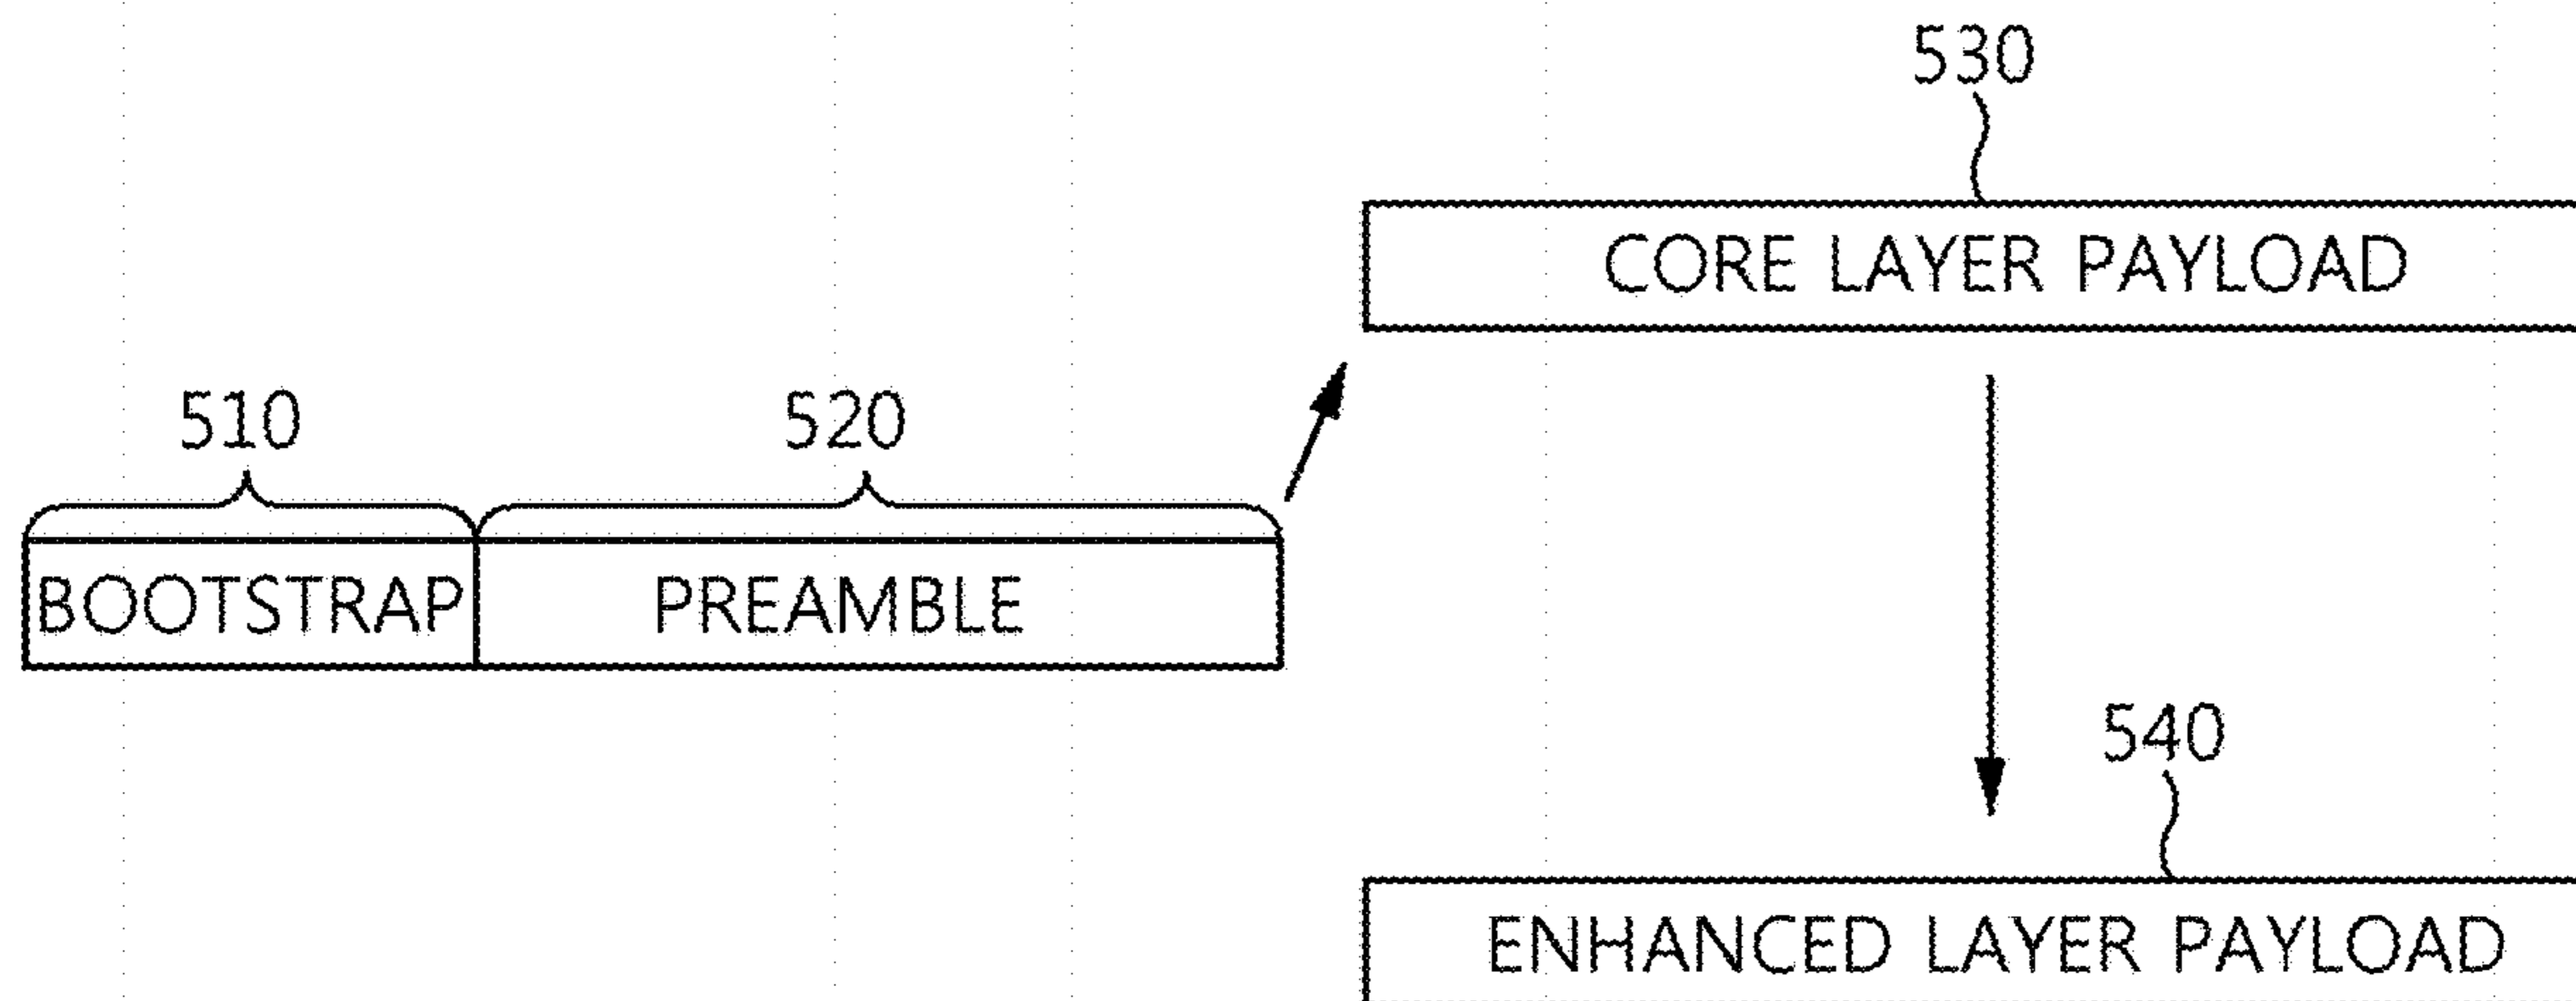 530
CORE LAYER PAYLOAD
510 520
BOOTSTRAP PREAMBLE
540
ENHANCED LAYER PAYLOAD